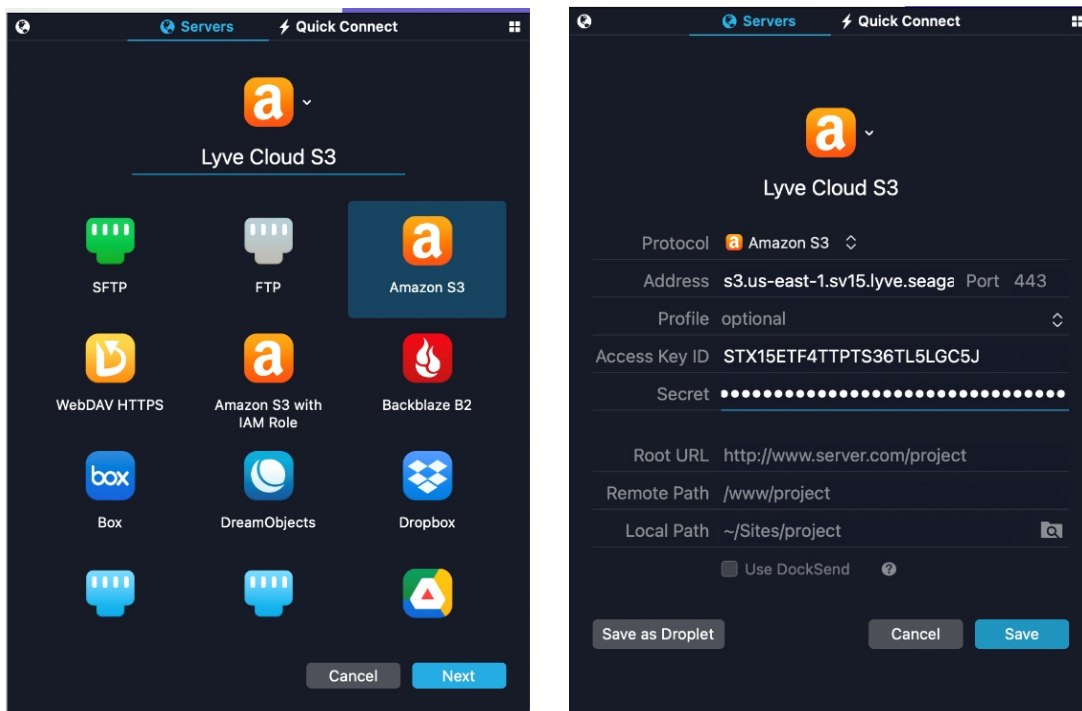 Servers
Quick Connect
Lyve Cloud S3
SFTP
FTP
Amazon S3
WebDAV HTTPS
Amazon S3 with
IAM Role
Backblaze B2
box
Box
DreamObjects
Dropbox
Cancel
Next
Servers
Quick Connect
Lyve Cloud S3
Protocol Amazon S3
Address s3.us-east-1.sv15.lyve.seaga Port 443
Profile optional
Access Key ID STX15ETF4TTPTS36TL5LGC5J
Secret ••••••••••••••••••••••••••••••
Root URL http://www.server.com/project
Remote Path /www/project
Local Path ~/Sites/project
Use DockSend ?
Save as Droplet
Cancel
Save